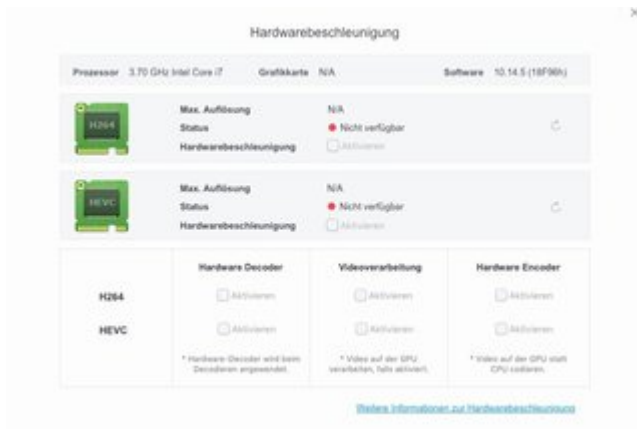 Hardwarebeschleunigung
Prozessor 3.70 GHz Intel Core i7 Grafikkarte N/A Software 10.14.5 (18F96h)
H264
Max. Auflösung N/A
Status Nicht verfügbar
Hardwarebeschleunigung Aktivieren
HEVC
Max. Auflösung N/A
Status Nicht verfügbar
Hardwarebeschleunigung Aktivieren
Hardware Decoder Videoverarbeitung Hardware Encoder
H264 Aktivieren Aktivieren Aktivieren
HEVC Aktivieren Aktivieren Aktivieren
* Hardware-Decoder wird beim * Video auf der GPU * Video auf der GPU statt
Decodieren angewendet. verarbeiten, falls aktiviert. CPU codieren.
Weitere Informationen zur Hardwarebeschleunigung